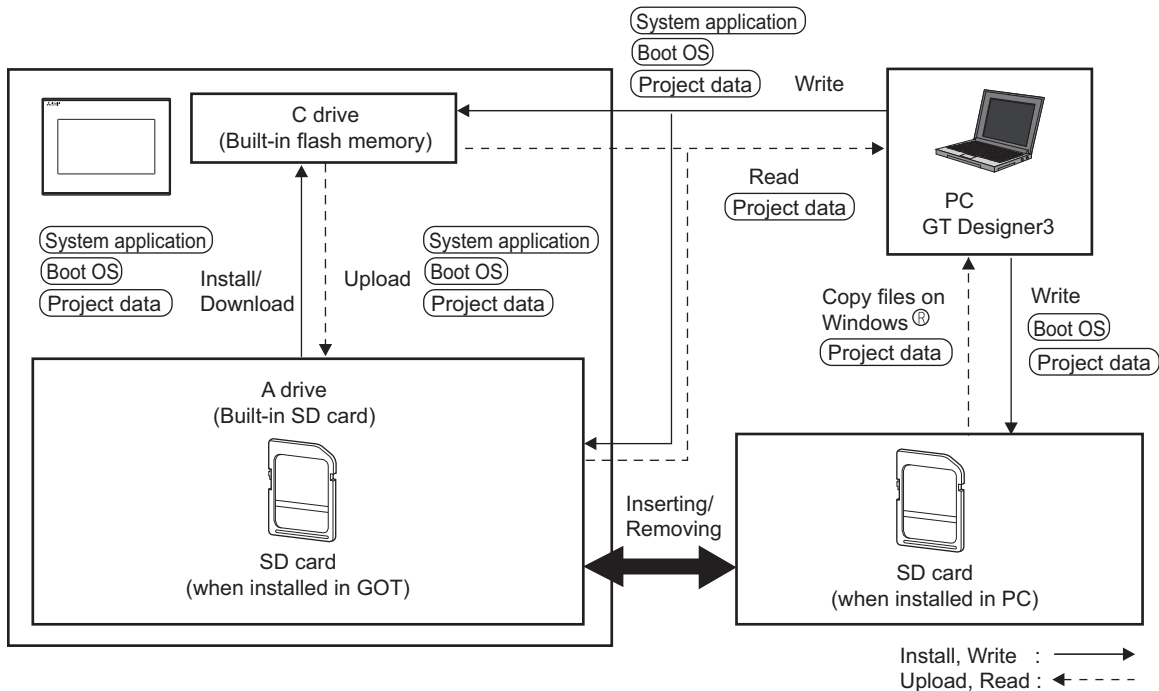 System application
Boot OS
Project data
Write
C drive
(Built-in flash memory)
Read
Project data
PC
GT Designer3
System application
Boot OS
Project data
Install/
Download
Upload
System application
Boot OS
Project data
Copy files on
Windows ®
Project data
Write
Boot OS
Project data
A drive
(Built-in SD card)
SD card
(when installed in GOT)
Inserting/
Removing
SD card
(when installed in PC)
Install, Write :
Upload, Read :